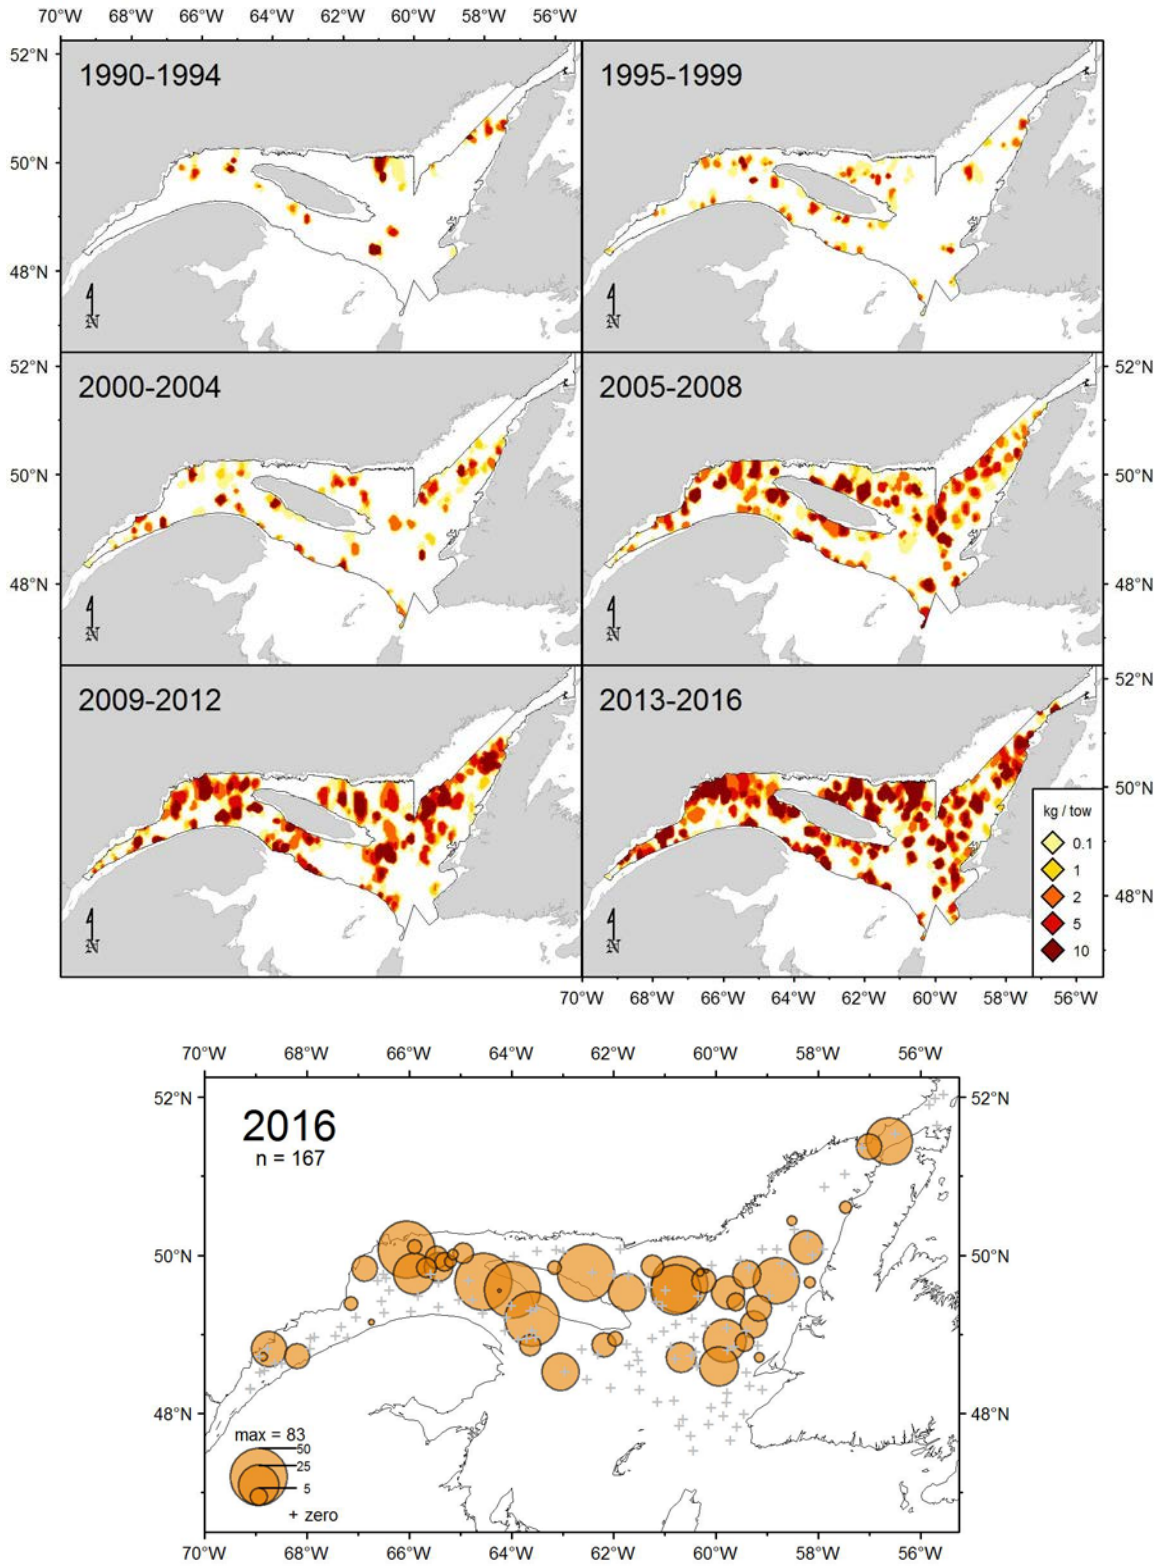 70°W 68°W 66°W 64°W 62°W 60°W 58°W 56°W
52°N
1990-1994 1995-1999
50°N
48°N
N N
52°N 52°N
2000-2004 2005-2008
50°N 50°N
48°N 48°N
N N
52°N
2009-2012 2013-2016
50°N
kg / tow
0.1
1
2
48°N
5
10
N N
70°W 68°W 66°W 64°W 62°W 60°W 58°W 56°W
70°W 68°W 66°W 64°W 62°W 60°W 58°W 56°W
52°N 52°N
2016
n = 167
50°N 50°N
48°N 48°N
max = 83
50
25
5
+ zero
70°W 68°W 66°W 64°W 62°W 60°W 58°W 56°W